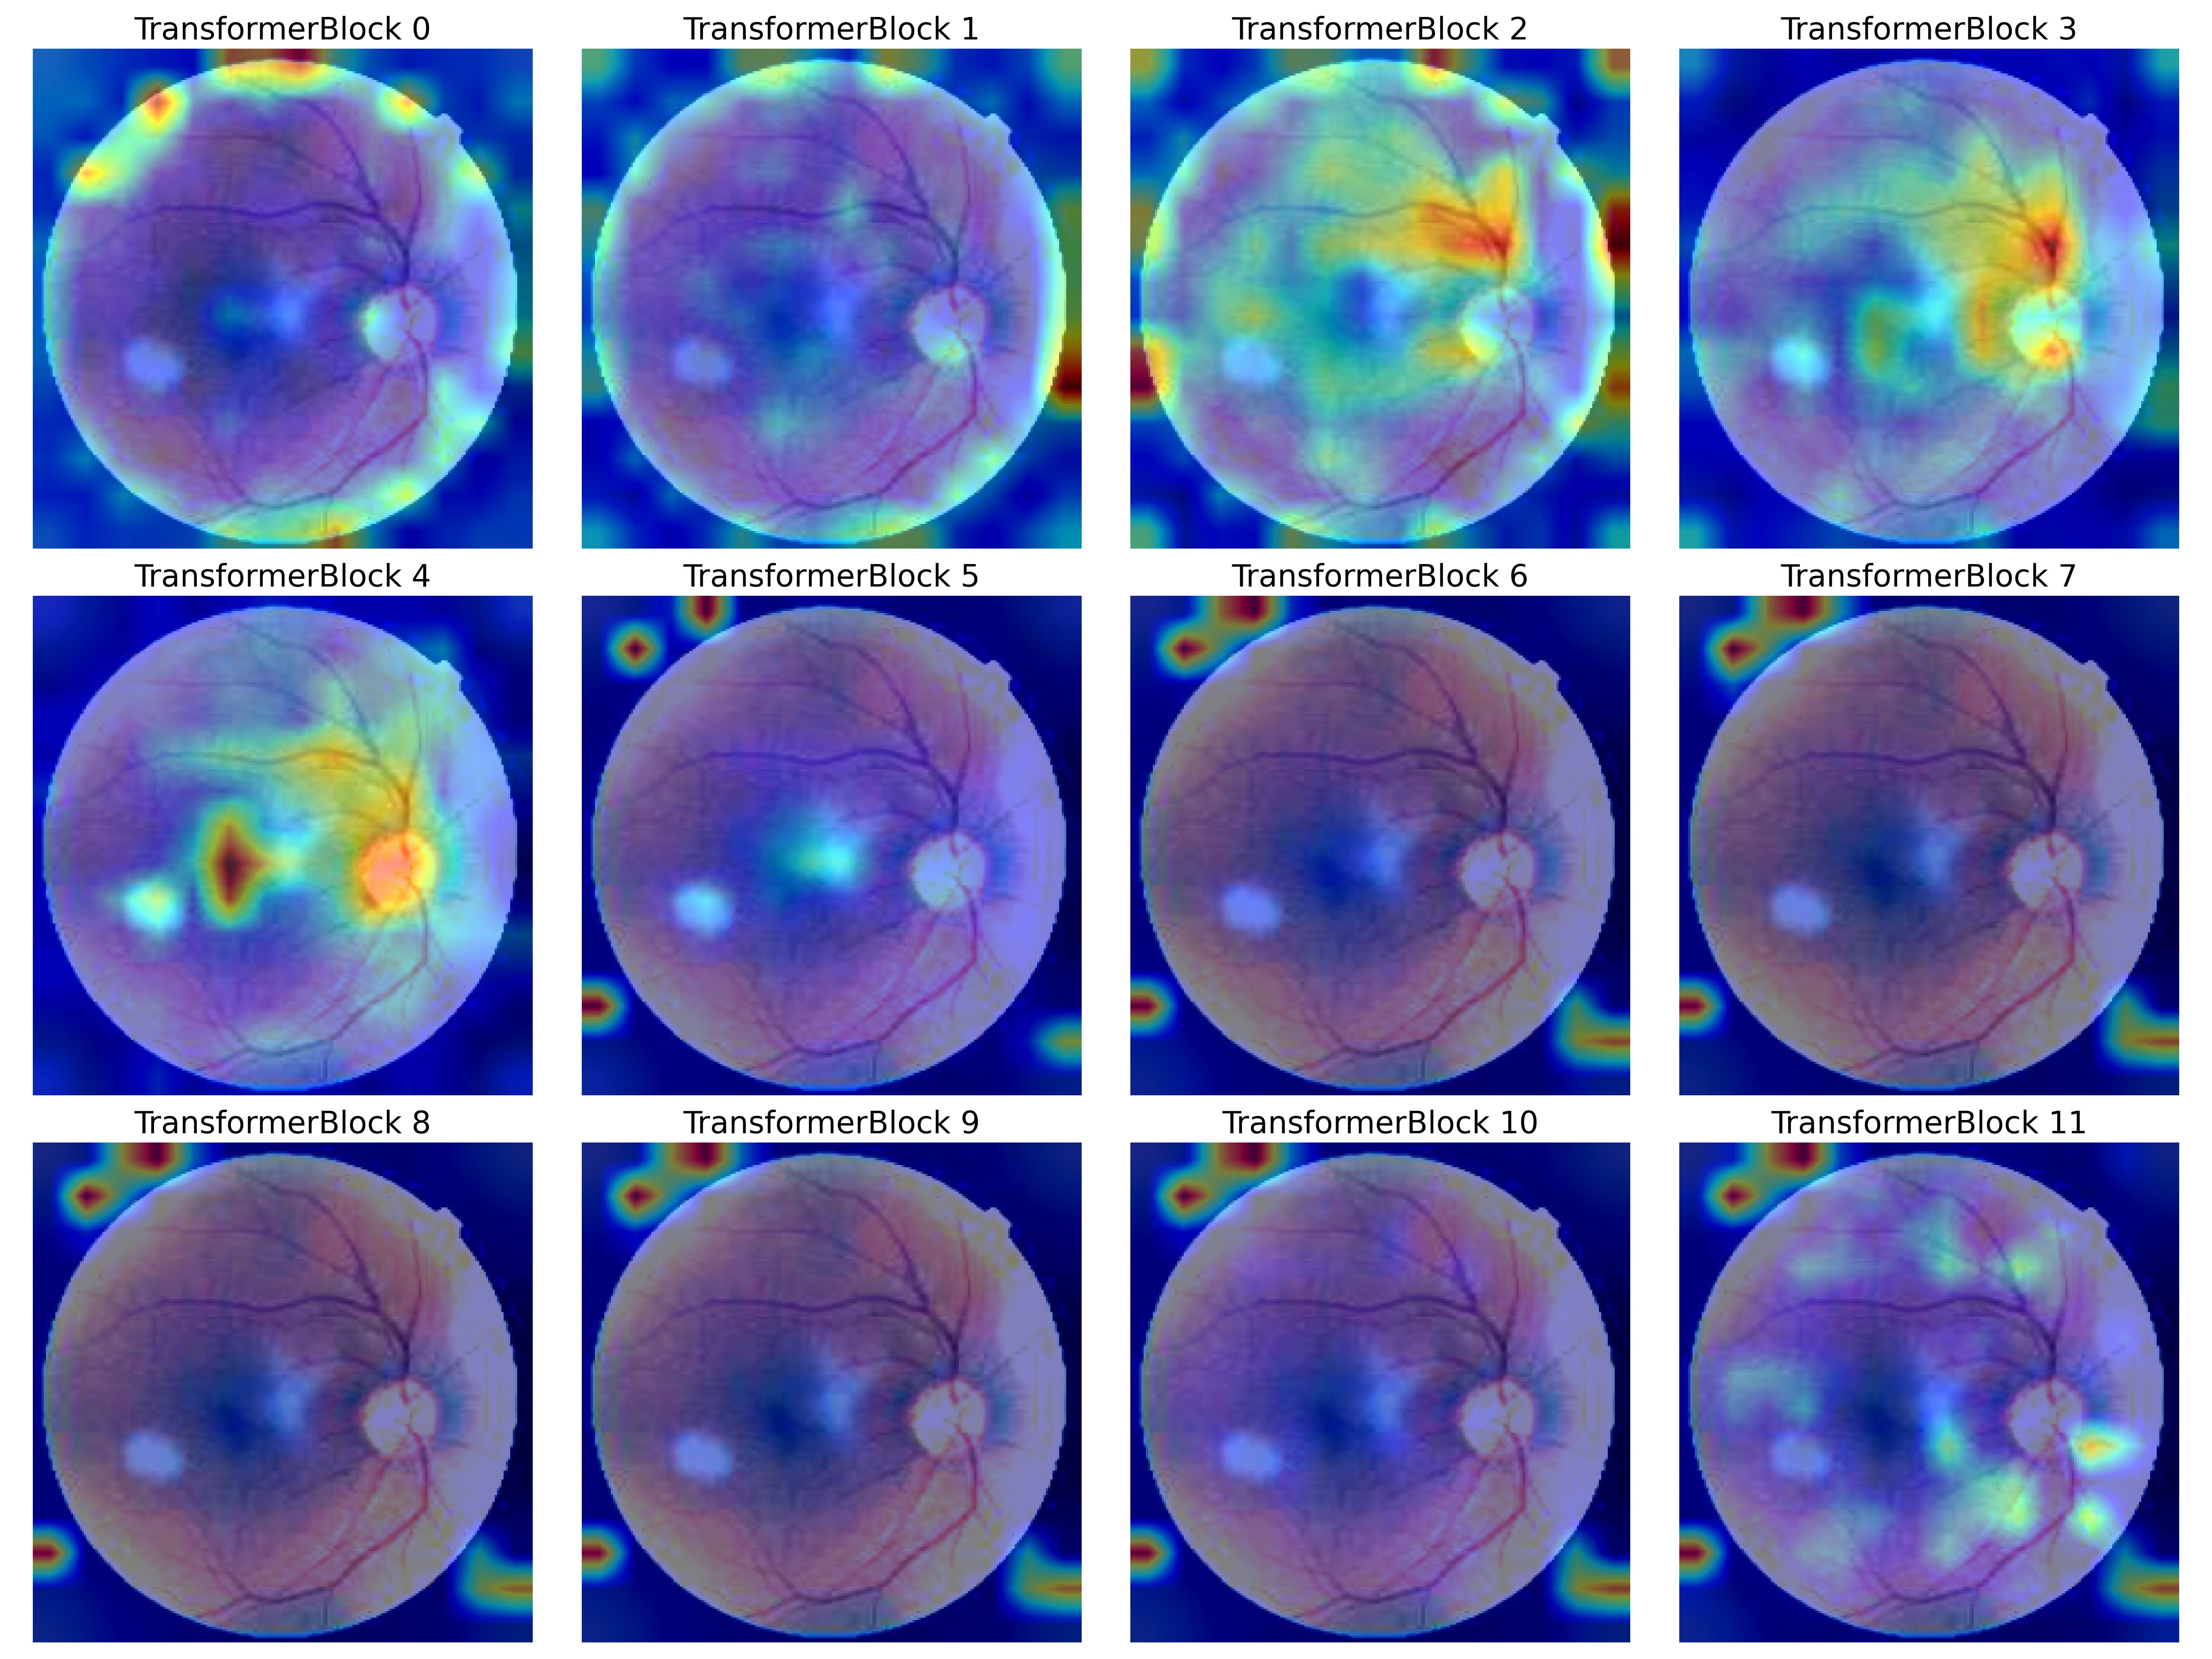 TransformerBlock 0
TransformerBlock 1
TransformerBlock 2
TransformerBlock 3
TransformerBlock 4
TransformerBlock 5
TransformerBlock 6
TransformerBlock 7
TransformerBlock 8
TransformerBlock 9
TransformerBlock 10
TransformerBlock 11